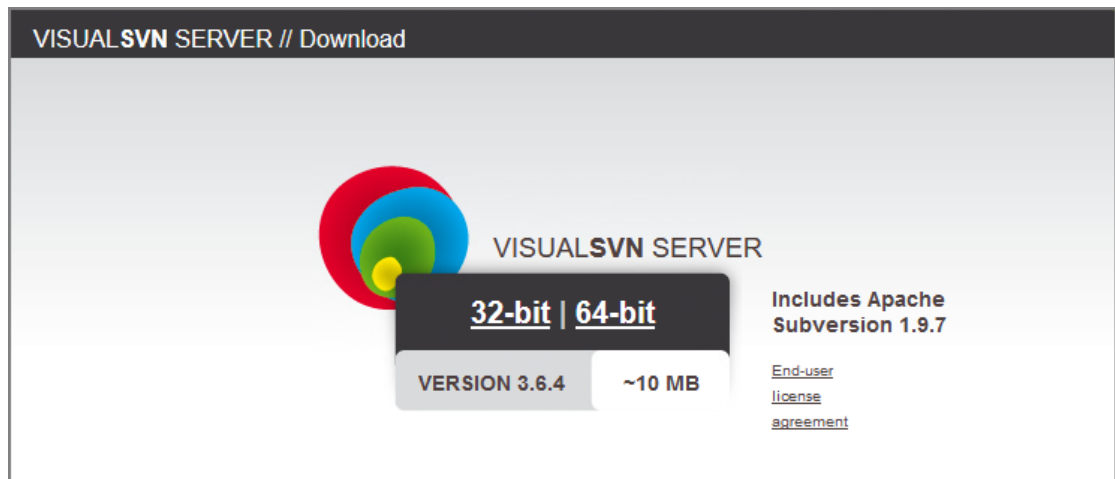 VISUALSVN SERVER // Download
VISUALSVN SERVER
32-bit | 64-bit
VERSION 3.6.4
~10 MB
Includes Apache
Subversion 1.9.7
End-user
license
agreement